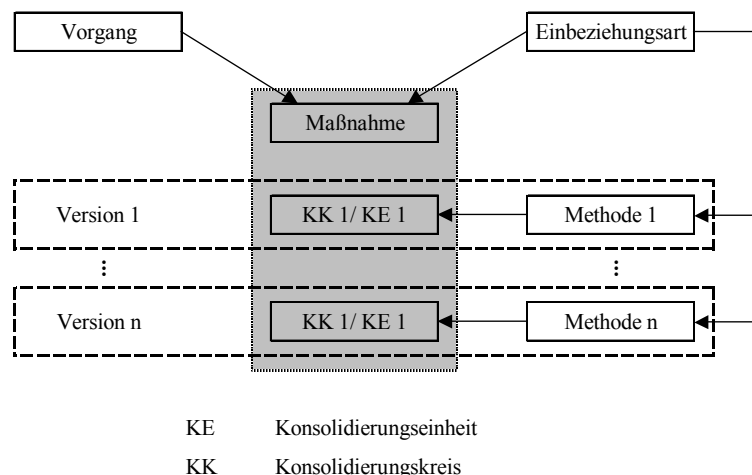 Vorgang Einbeziehungsart
Maßnahme
Version 1 KK 1/ KE 1 Methode 1
⋮ ⋮
Version n KK 1/ KE 1 Methode n
KE Konsolidierungseinheit
KK Konsolidierungskreis